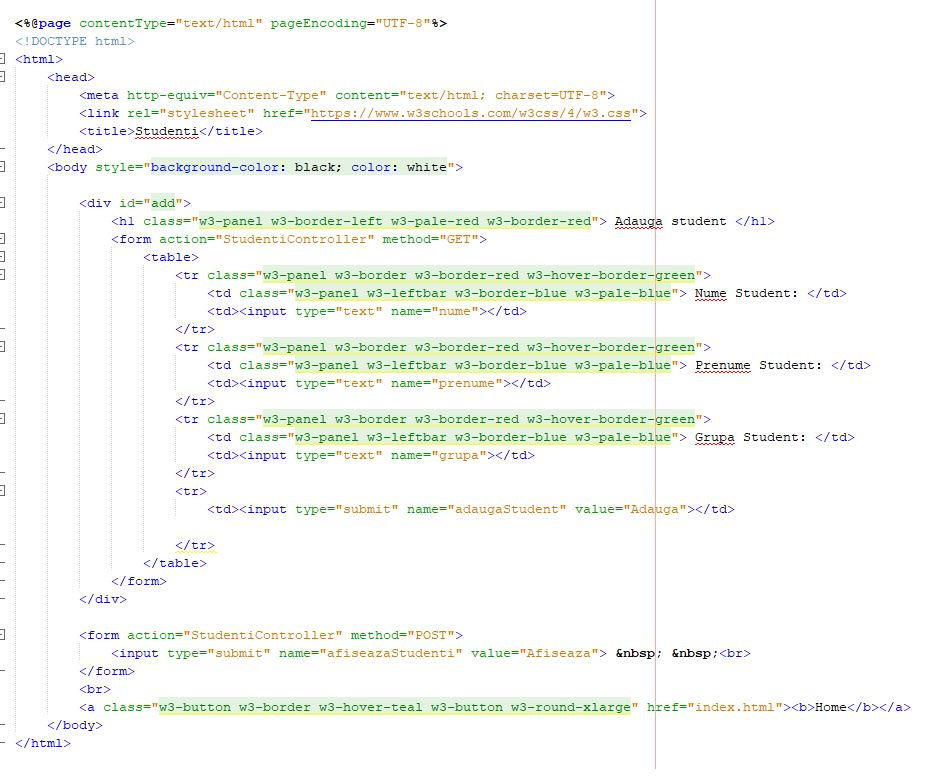 <%@page contentType="text/html" pageEncoding="UTF-8"%>
<!DOCTYPE html>
<html>
    <head>
        <meta http-equiv="Content-Type" content="text/html; charset=UTF-8">
        <link rel="stylesheet" href="https://www.w3schools.com/w3css/4/w3.css">
        <title>Studenti</title>
    </head>
    <body style="background-color: black; color: white">
        <div id="add">
            <h1 class="w3-panel w3-border-left w3-pale-red w3-border-red"> Adauga student </h1>
            <form action="StudentiController" method="GET">
                <table>
                    <tr class="w3-panel w3-border w3-border-red w3-hover-border-green">
                        <td class="w3-panel w3-leftbar w3-border-blue w3-pale-blue"> Nume Student: </td>
                        <td><input type="text" name="nume"></td>
                    </tr>
                    <tr class="w3-panel w3-border w3-border-red w3-hover-border-green">
                        <td class="w3-panel w3-leftbar w3-border-blue w3-pale-blue"> Prenume Student: </td>
                        <td><input type="text" name="prenume"></td>
                    </tr>
                    <tr class="w3-panel w3-border w3-border-red w3-hover-border-green">
                        <td class="w3-panel w3-leftbar w3-border-blue w3-pale-blue"> Grupa Student: </td>
                        <td><input type="text" name="grupa"></td>
                    </tr>
                    <tr>
                        <td><input type="submit" name="adaugaStudent" value="Adauga"></td>
                    </tr>
                </table>
            </form>
        </div>
        <form action="StudentiController" method="POST">
            <input type="submit" name="afiseazaStudenti" value="Afiseaza"> &nbsp; &nbsp;<br>
        </form>
        <br>
        <a class="w3-button w3-border w3-hover-teal w3-button w3-round-xlarge" href="index.html"><b>Home</b></a>
    </body>
</html>